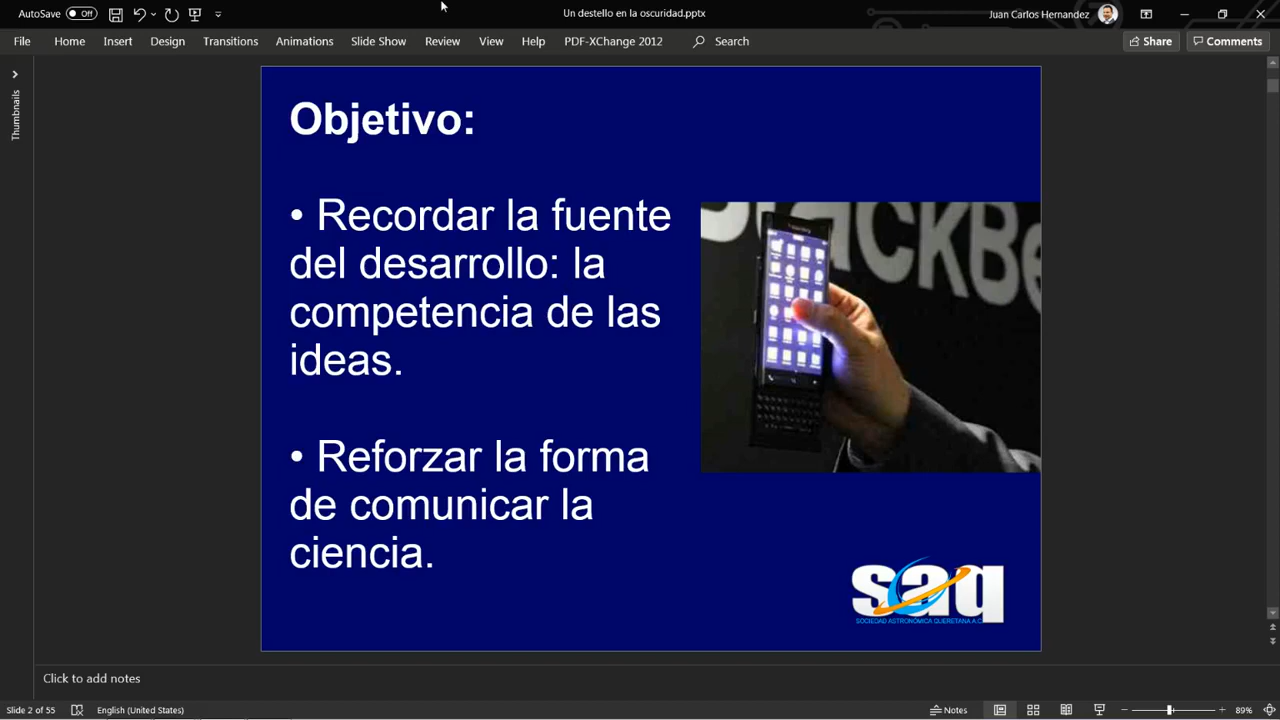 AutoSave Off
Un destello en la oscuridad.pptx
Juan Carlos Hernandez
File Home Insert Design Transitions Animations Slide Show Review View Help PDF-XChange 2012 Search
Share Comments
Thumbnails
Objetivo:
• Recordar la fuente
del desarrollo: la
competencia de las
ideas.
• Reforzar la forma
de comunicar la
ciencia.
BlackBe
saq
SOCIEDAD ASTRONÓMICA QUERETANA A.C.
Click to add notes
Slide 2 of 55 English (United States) Notes 89%